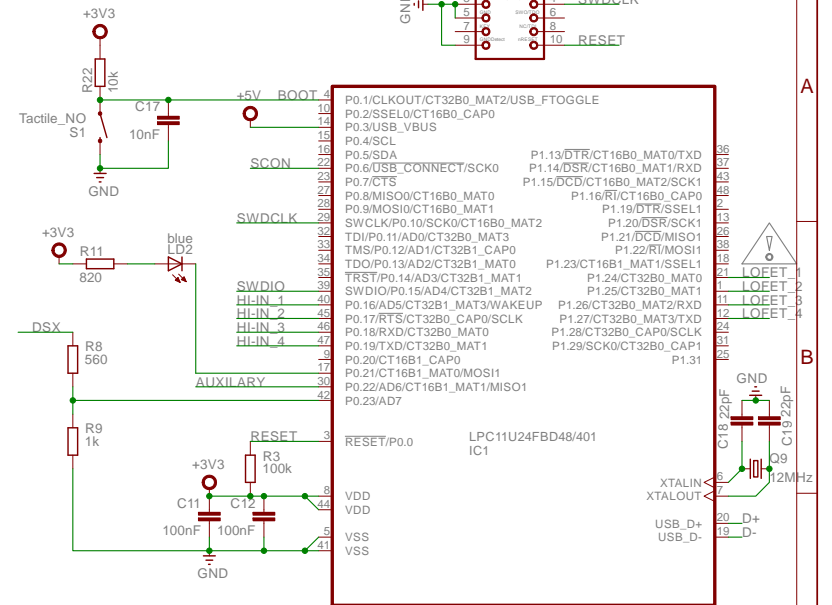 SWDCLK
GND
5
6
7
8
9
10
RESET
+3V3
R22
10k
C17
10nF
Tactile_NO
S1
GND
+5V
BOOT
SCON
SWDCLK
+3V3
R11
820
blue
LD2
SWDIO
HI-IN_1
HI-IN_2
HI-IN_3
HI-IN_4
DSX
R8
560
AUXILARY
R9
1k
RESET
R3
100k
+3V3
C11
100nF
C12
100nF
GND
4 P0.1/CLKOUT/CT32B0_MAT2/USB_FTOGGLE
10 P0.2/SSEL0/CT16B0_CAP0
14 P0.3/USB_VBUS
15 P0.4/SCL
16 P0.5/SDA
22 P0.6/USB_CONNECT/SCK0
23 P0.7/CTS
27 P0.8/MISO0/CT16B0_MAT0
28 P0.9/MOSI0/CT16B0_MAT1
29 SWCLK/P0.10/SCK0/CT16B0_MAT2
32 TDI/P0.11/AD0/CT32B0_MAT3
33 TMS/P0.12/AD1/CT32B1_CAP0
34 TDO/P0.13/AD2/CT32B1_MAT0
35 TRST/P0.14/AD3/CT32B1_MAT1
39 SWDIO/P0.15/AD4/CT32B1_MAT2
40 P0.16/AD5/CT32B1_MAT3/WAKEUP
45 P0.17/RTS/CT32B0_CAP0/SCLK
46 P0.18/RXD/CT32B0_MAT0
47 P0.19/TXD/CT32B0_MAT1
9 P0.20/CT16B1_CAP0
17 P0.21/CT16B1_MAT0/MOSI1
30 P0.22/AD6/CT16B1_MAT1/MISO1
42 P0.23/AD7
3 RESET/P0.0
8 VDD
44 VDD
5 VSS
41 VSS
LPC11U24FBD48/401
IC1
P1.13/DTR/CT16B0_MAT0/TXD 36
P1.14/DSR/CT16B0_MAT1/RXD 37
P1.15/DCD/CT16B0_MAT2/SCK1 43
P1.16/RI/CT16B0_CAP0 48
P1.19/DTR/SSEL1 2
P1.20/DSR/SCK1 13
P1.21/DCD/MISO1 26
P1.22/RI/MOSI1 38
P1.23/CT16B1_MAT1/SSEL1 18
P1.24/CT32B0_MAT0 21 LOFET_1
P1.25/CT32B0_MAT1 1 LOFET_2
P1.26/CT32B0_MAT2/RXD 11 LOFET_3
P1.27/CT32B0_MAT3/TXD 12 LOFET_4
P1.28/CT32B0_CAP0/SCLK 24
P1.29/SCK0/CT32B0_CAP1 31
P1.31 25
XTALIN 6
XTALOUT 7
USB_D+ 20 D+
USB_D- 19 D-
GND
C18 22pF
C19 22pF
Q9
12MHz
A
B